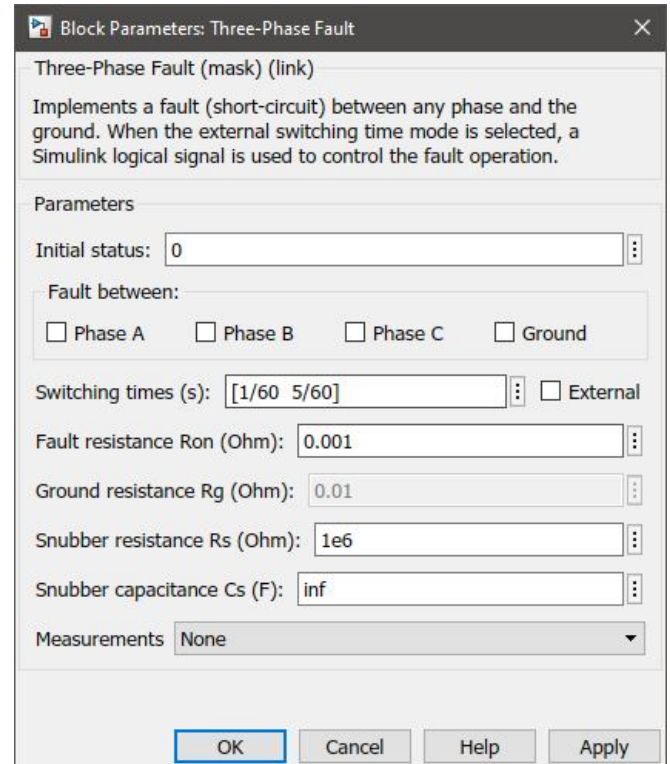 Block Parameters: Three-Phase Fault
Three-Phase Fault (mask) (link)
Implements a fault (short-circuit) between any phase and the
ground. When the external switching time mode is selected, a
Simulink logical signal is used to control the fault operation.
Parameters
Initial status: 0
Fault between:
Phase A Phase B Phase C Ground
Switching times (s): [1/60 5/60] External
Fault resistance Ron (Ohm): 0.001
Ground resistance Rg (Ohm): 0.01
Snubber resistance Rs (Ohm): 1e6
Snubber capacitance Cs (F): inf
Measurements None
OK Cancel Help Apply